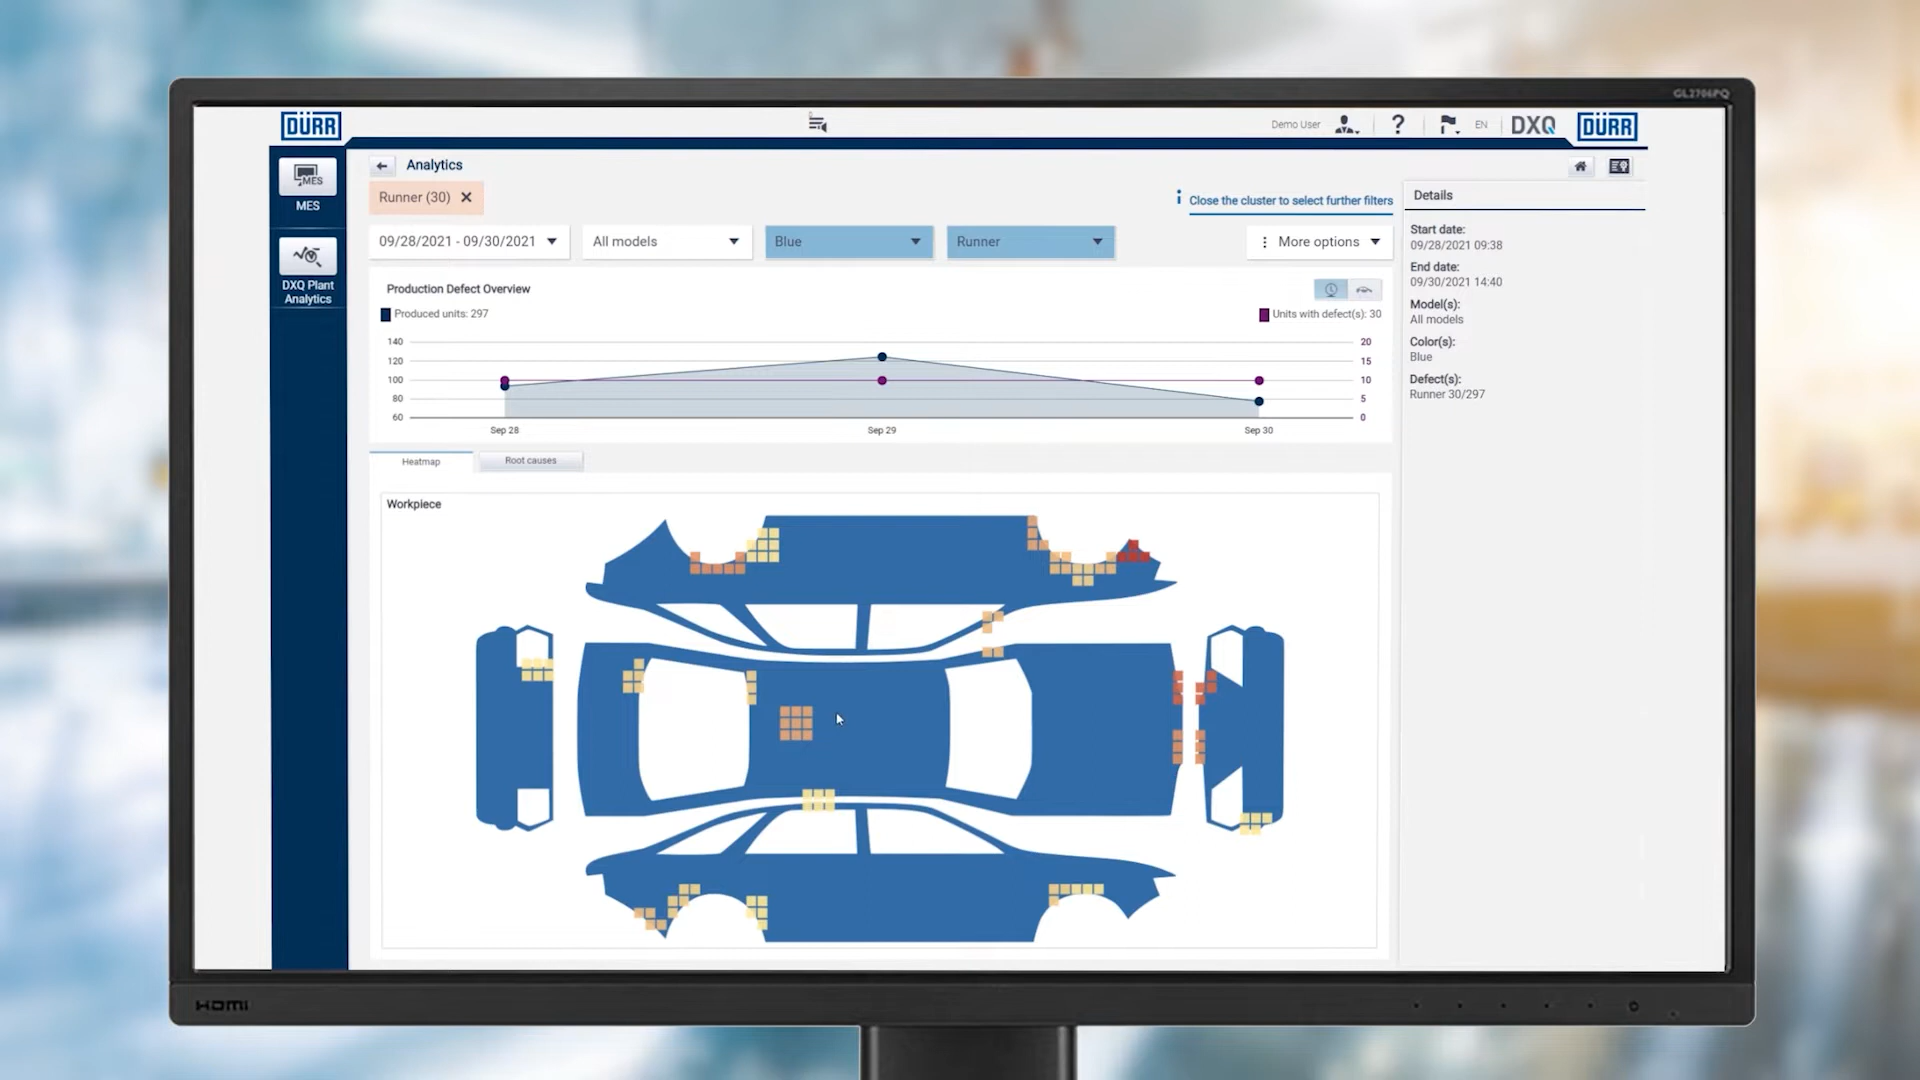 GL2706PQ
DÜRR
Demo User
?
EN
DXQ
DÜRR
MES
MES
DXQ Plant
Analytics
Analytics
Runner (30)
Close the cluster to select further filters
09/28/2021 - 09/30/2021
All models
Blue
Runner
More options
Production Defect Overview
Produced units: 297
Units with defect(s): 30
140
120
100
80
60
20
15
10
5
0
Sep 28
Sep 29
Sep 30
Heatmap
Root causes
Workpiece
Details
Start date:
09/28/2021 09:38
End date:
09/30/2021 14:40
Model(s):
All models
Color(s):
Blue
Defect(s):
Runner 30/297
HDMI